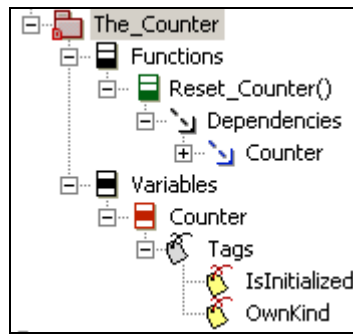 The_Counter
Functions
Reset_Counter()
Dependencies
Counter
Variables
Counter
Tags
IsInitialized
OwnKind